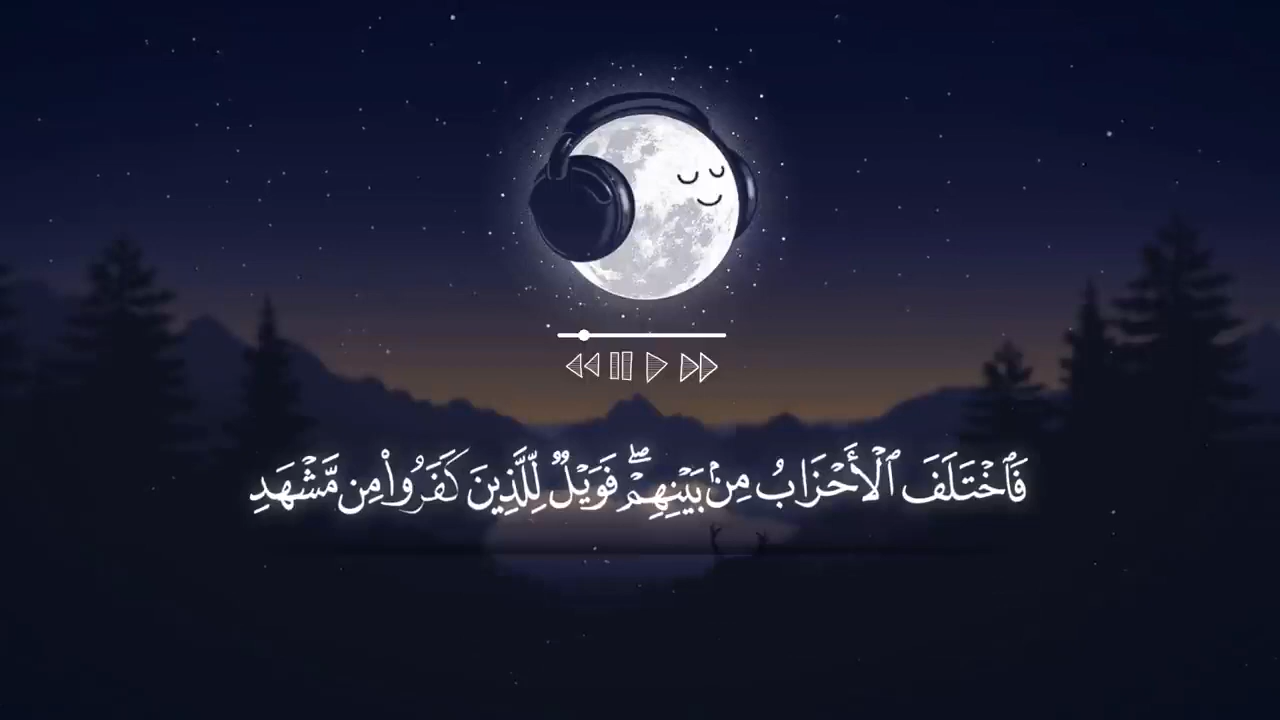 فَٱخْتَلَفَ ٱلْأَحْزَابُ مِنۢ بَيْنِهِمْ ۖ فَوَيْلٌ لِّلَّذِينَ كَفَرُوا۟ مِن مَّشْهَدِ